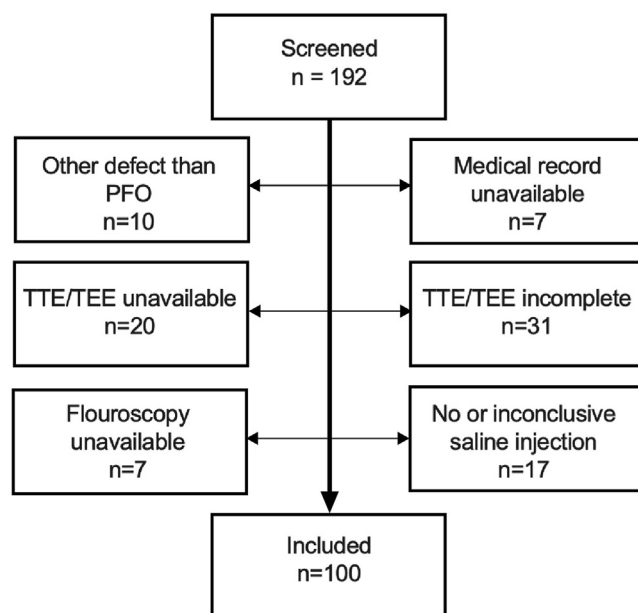 Screened
n = 192
Other defect than
PFO
n=10
Medical record
unavailable
n=7
TTE/TEE unavailable
n=20
TTE/TEE incomplete
n=31
Flouroscopy
unavailable
n=7
No or inconclusive
saline injection
n=17
Included
n=100